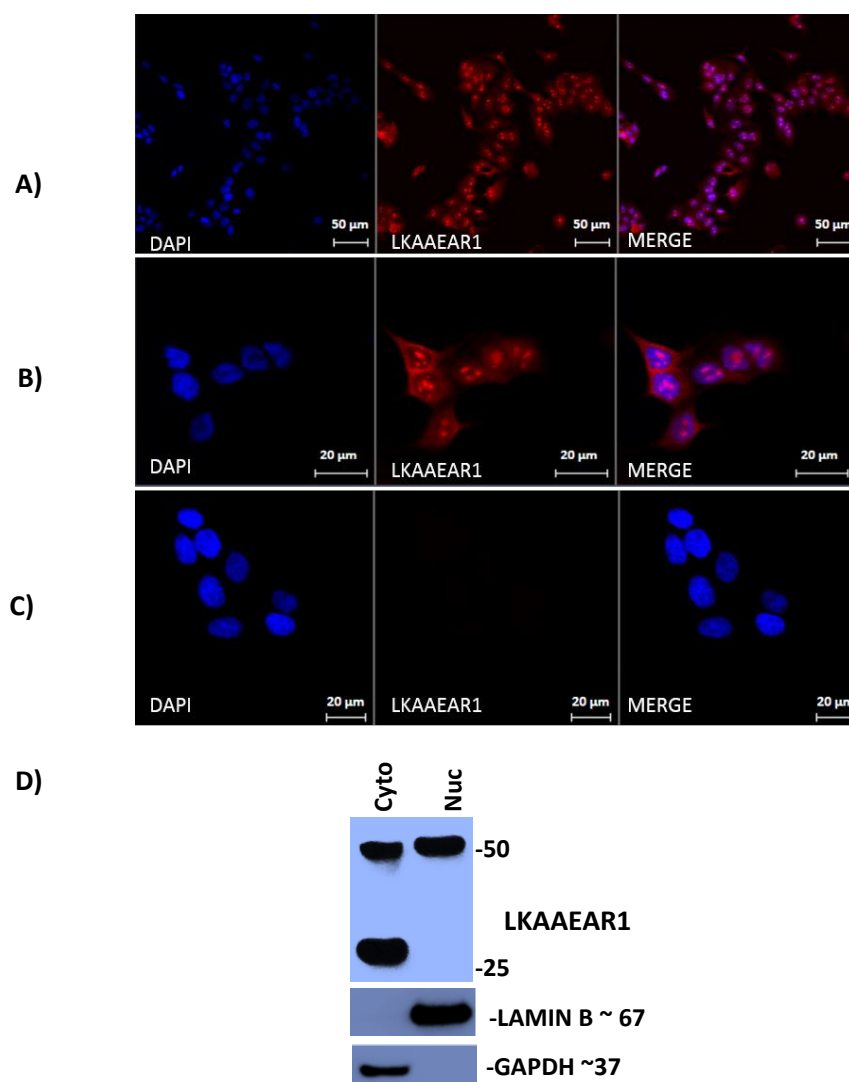 A)
50 µm 50 µm 50 µm
DAPI LKAAEAR1 MERGE
B)
20 µm 20 µm 20 µm
DAPI LKAAEAR1 MERGE
C)
20 µm 20 µm 20 µm
DAPI LKAAEAR1 MERGE
D)
Cyto Nuc
-50
LKAAEAR1
-25
-LAMIN B ~ 67
-GAPDH ~37